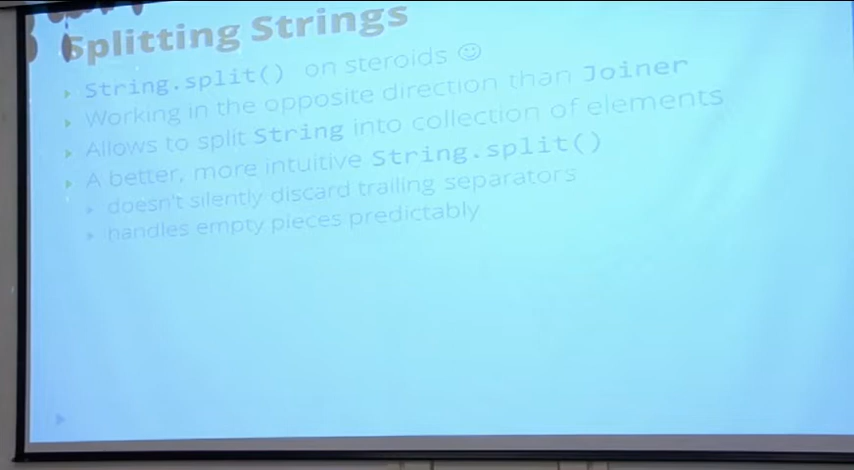 Splitting Strings
String.split() on steroids ☺
Working in the opposite direction than Joiner
Allows to split String into collection of elements
A better, more intuitive String.split()
doesn't silently discard trailing separators
handles empty pieces predictably